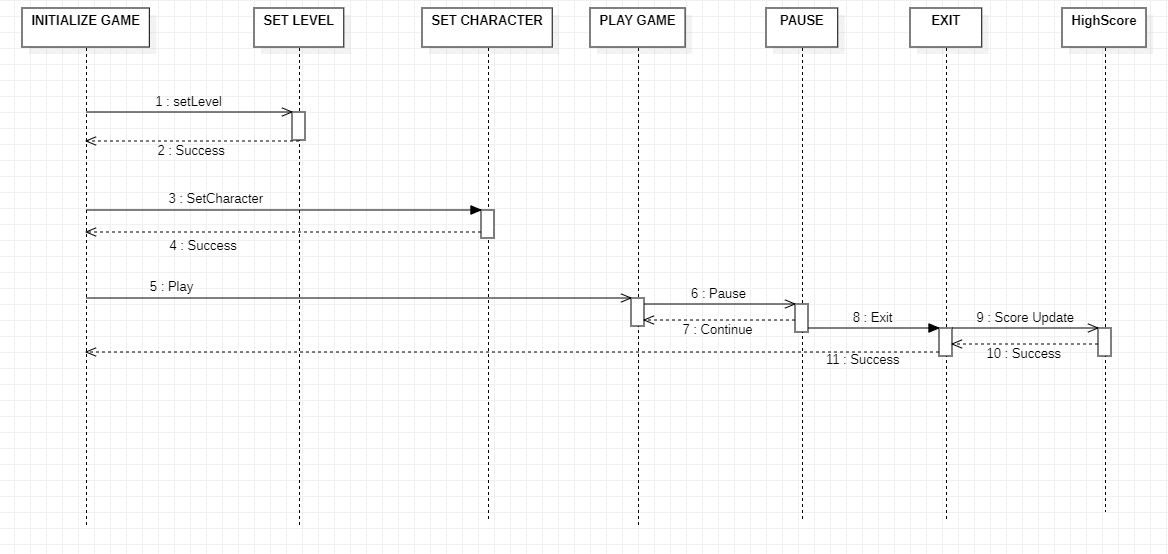 INITIALIZE GAME
SET LEVEL
SET CHARACTER
PLAY GAME
PAUSE
EXIT
HighScore
1 : setLevel
2 : Success
3 : SetCharacter
4 : Success
5 : Play
6 : Pause
7 : Continue
8 : Exit
9 : Score Update
10 : Success
11 : Success